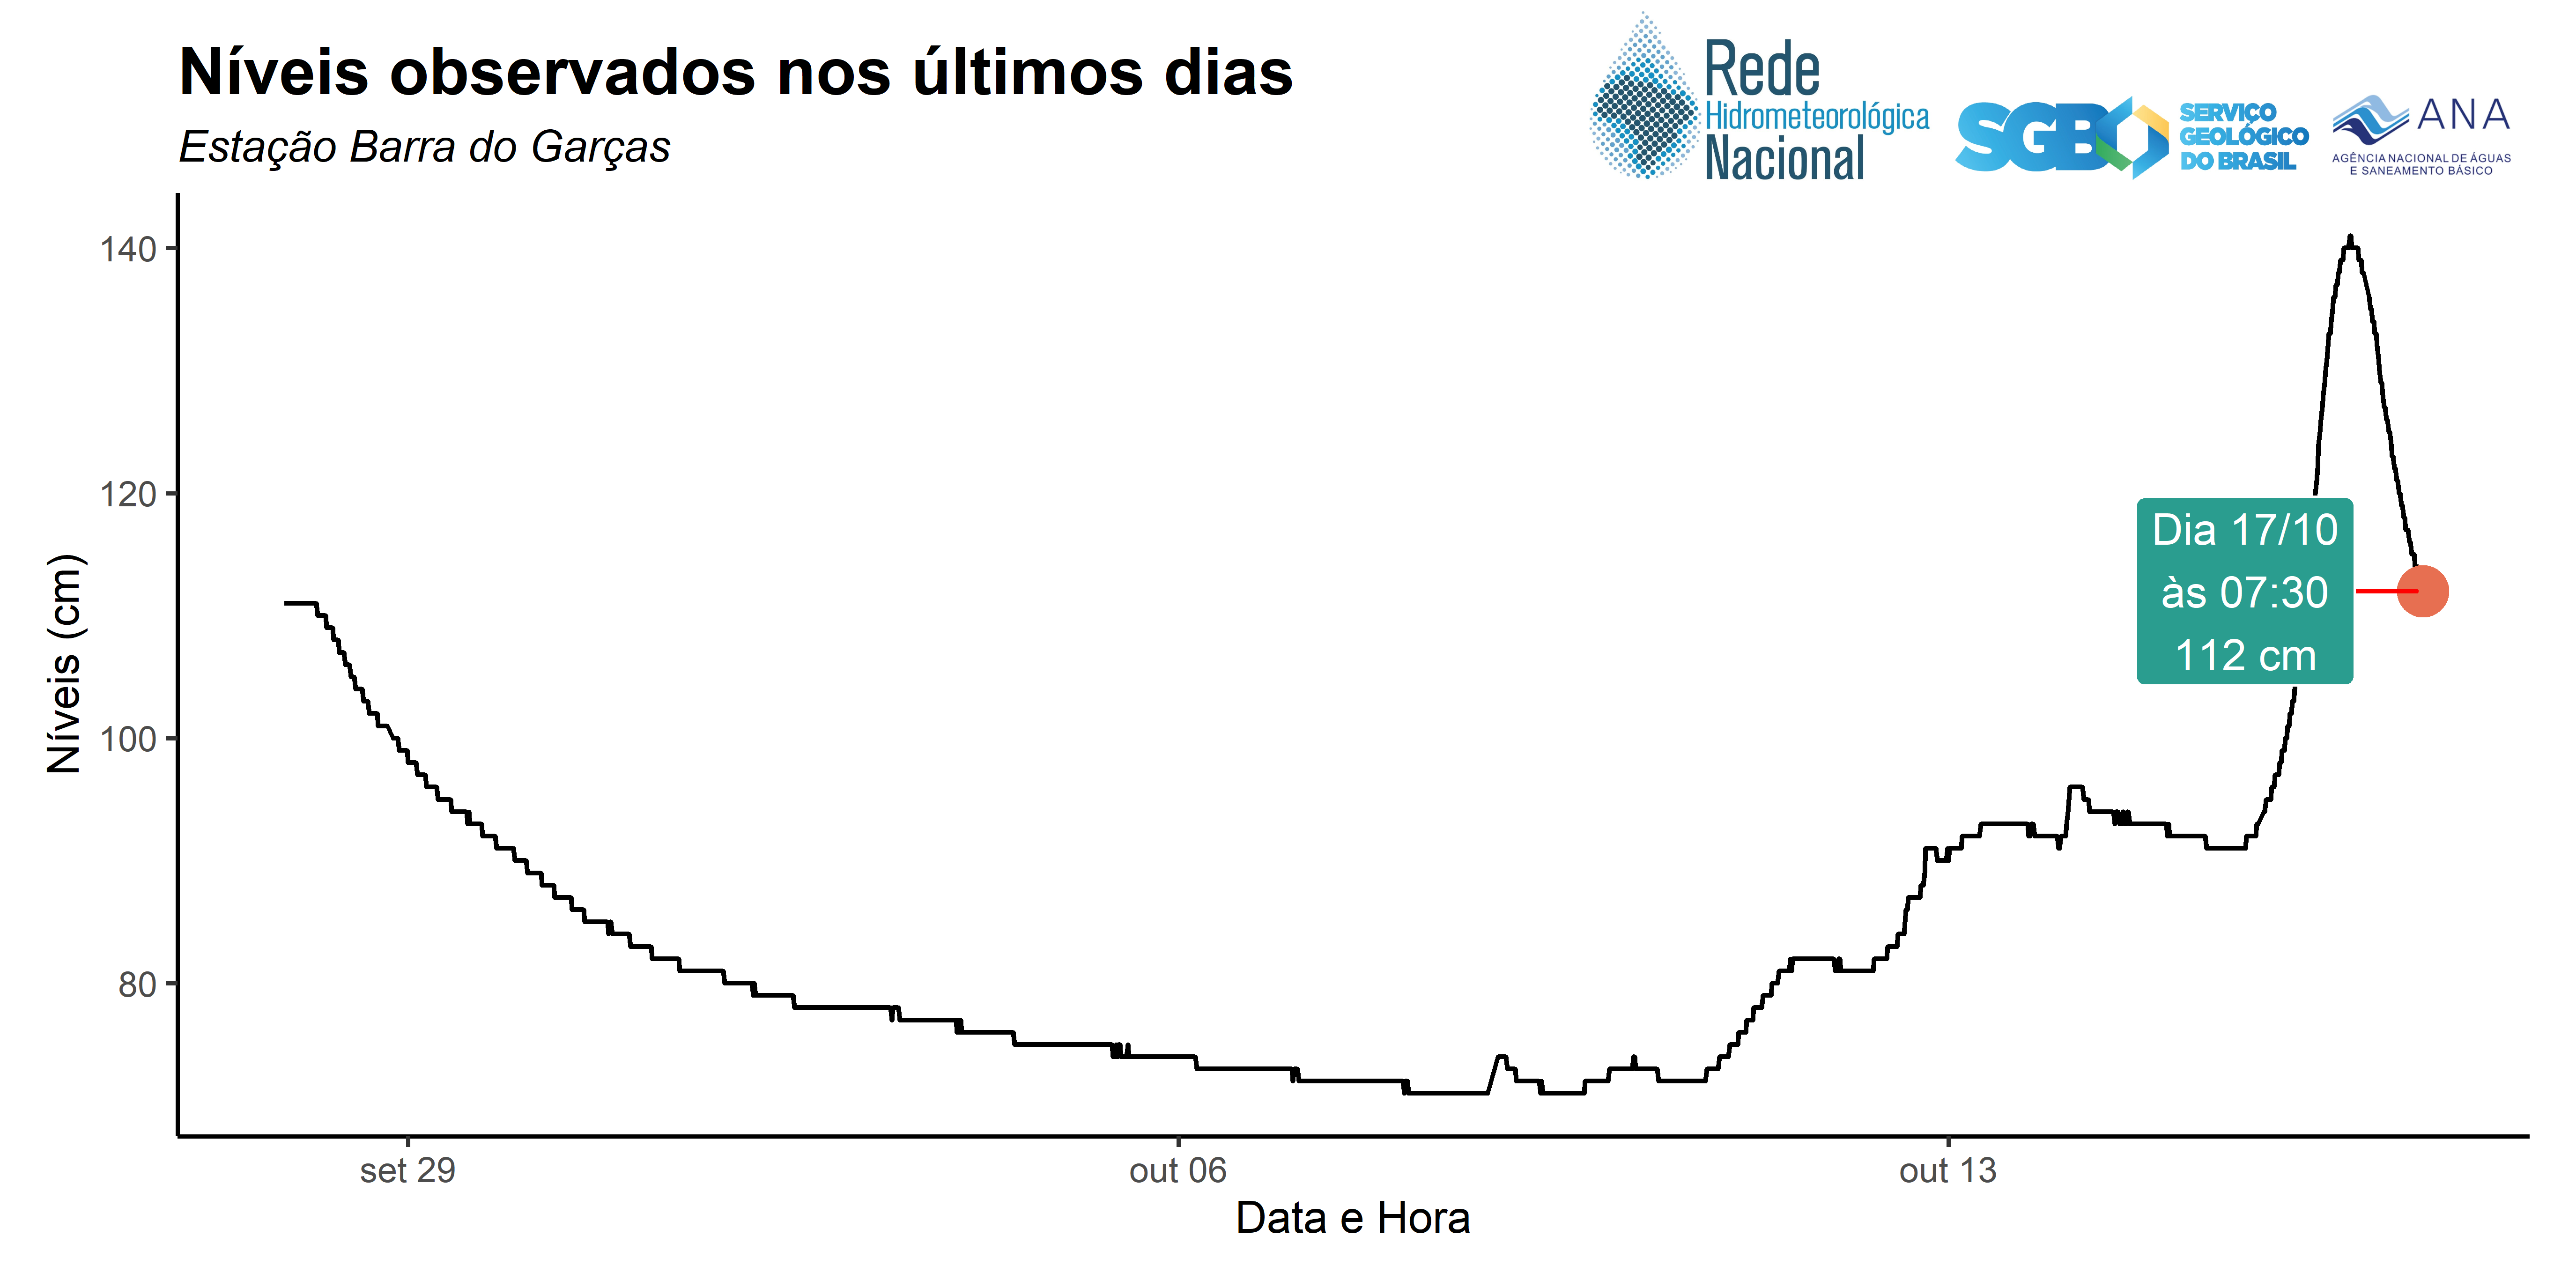 Níveis observados nos últimos dias
Estação Barra do Garças
Rede
Hidrometeorológica
Nacional
SGB
SERVIÇO
GEOLÓGICO
DO BRASIL
ANA
AGÊNCIA NACIONAL DE ÁGUAS
E SANEAMENTO BÁSICO
Níveis (cm)
140
120
100
80
Dia 17/10
às 07:30
112 cm
set 29
out 06
out 13
Data e Hora